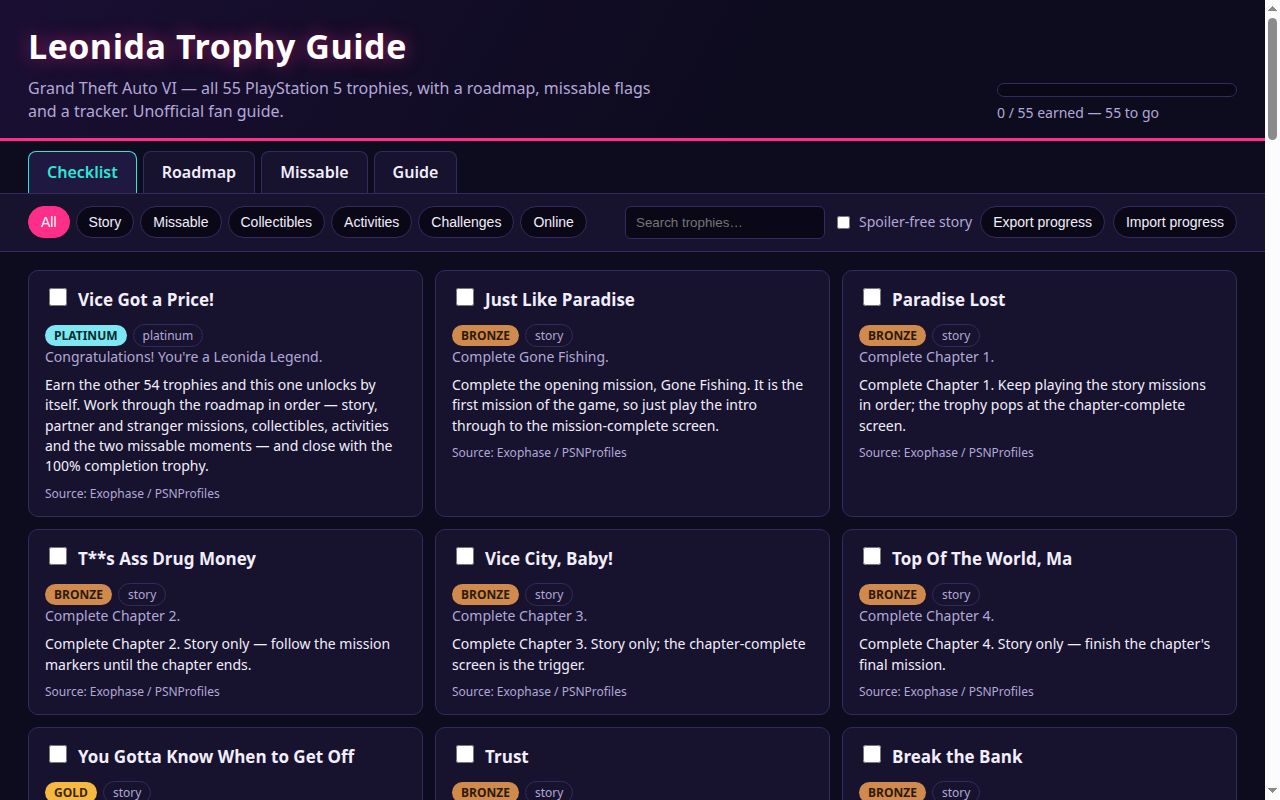 Leonida Trophy Guide
Grand Theft Auto VI — all 55 PlayStation 5 trophies, with a roadmap, missable flags
and a tracker. Unofficial fan guide.
0 / 55 earned — 55 to go
Checklist
Roadmap
Missable
Guide
All
Story
Missable
Collectibles
Activities
Challenges
Online
Search trophies…
Spoiler-free story
Export progress
Import progress
Vice Got a Price!
PLATINUM
platinum
Congratulations! You're a Leonida Legend.
Earn the other 54 trophies and this one unlocks by
itself. Work through the roadmap in order — story,
partner and stranger missions, collectibles, activities
and the two missable moments — and close with the
100% completion trophy.
Source: Exophase / PSNProfiles
Just Like Paradise
BRONZE
story
Complete Gone Fishing.
Complete the opening mission, Gone Fishing. It is the
first mission of the game, so just play the intro
through to the mission-complete screen.
Source: Exophase / PSNProfiles
Paradise Lost
BRONZE
story
Complete Chapter 1.
Complete Chapter 1. Keep playing the story missions
in order; the trophy pops at the chapter-complete
screen.
Source: Exophase / PSNProfiles
T**s Ass Drug Money
BRONZE
story
Complete Chapter 2.
Complete Chapter 2. Story only — follow the mission
markers until the chapter ends.
Source: Exophase / PSNProfiles
Vice City, Baby!
BRONZE
story
Complete Chapter 3.
Complete Chapter 3. Story only; the chapter-complete
screen is the trigger.
Source: Exophase / PSNProfiles
Top Of The World, Ma
BRONZE
story
Complete Chapter 4.
Complete Chapter 4. Story only — finish the chapter's
final mission.
Source: Exophase / PSNProfiles
You Gotta Know When to Get Off
GOLD
story
Trust
BRONZE
story
Break the Bank
BRONZE
story